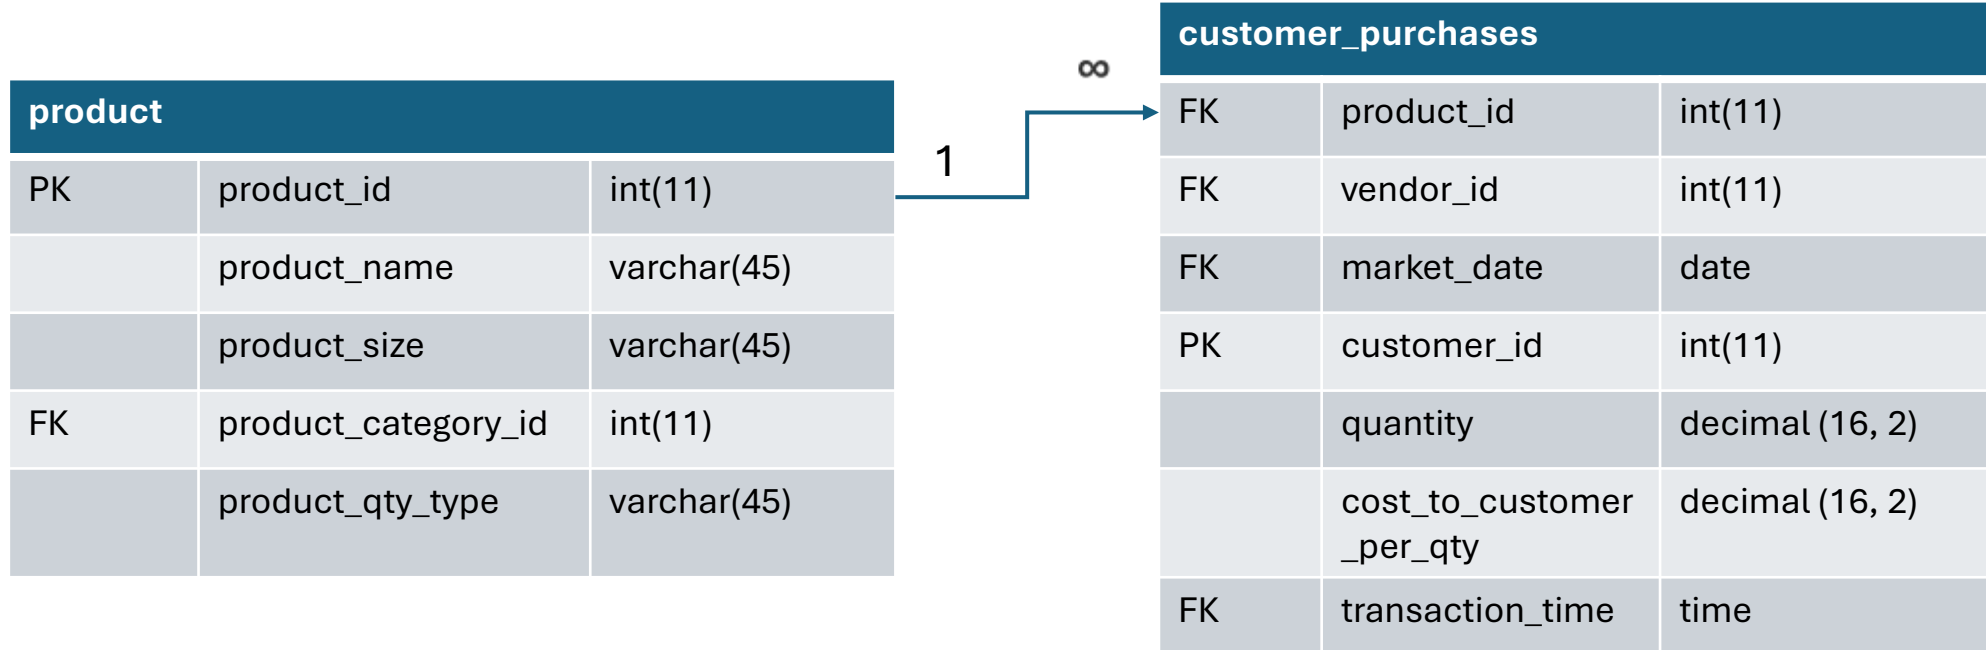 product
PK product_id int(11)
product_name varchar(45)
product_size varchar(45)
FK product_category_id int(11)
product_qty_type varchar(45)
1
∞
customer_purchases
FK product_id int(11)
FK vendor_id int(11)
FK market_date date
PK customer_id int(11)
quantity decimal (16, 2)
cost_to_customer decimal (16, 2)
_per_qty
FK transaction_time time